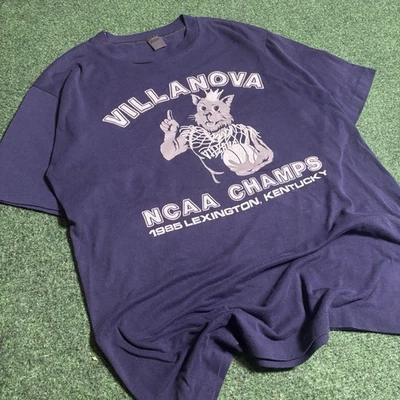 VILLANOVA
NCAA CHAMPS
1985 LEXINGTON, KENTUCKY